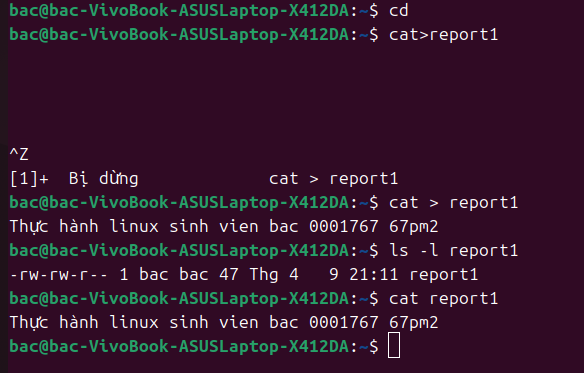 bac@bac-VivoBook-ASUSLaptop-X412DA:~$ cd
bac@bac-VivoBook-ASUSLaptop-X412DA:~$ cat>report1
^Z
[1]+  Bị dừng                 cat > report1
bac@bac-VivoBook-ASUSLaptop-X412DA:~$ cat > report1
Thực hành linux sinh vien bac 0001767 67pm2
bac@bac-VivoBook-ASUSLaptop-X412DA:~$ ls -l report1
-rw-rw-r-- 1 bac bac 47 Thg 4   9 21:11 report1
bac@bac-VivoBook-ASUSLaptop-X412DA:~$ cat report1
Thực hành linux sinh vien bac 0001767 67pm2
bac@bac-VivoBook-ASUSLaptop-X412DA:~$